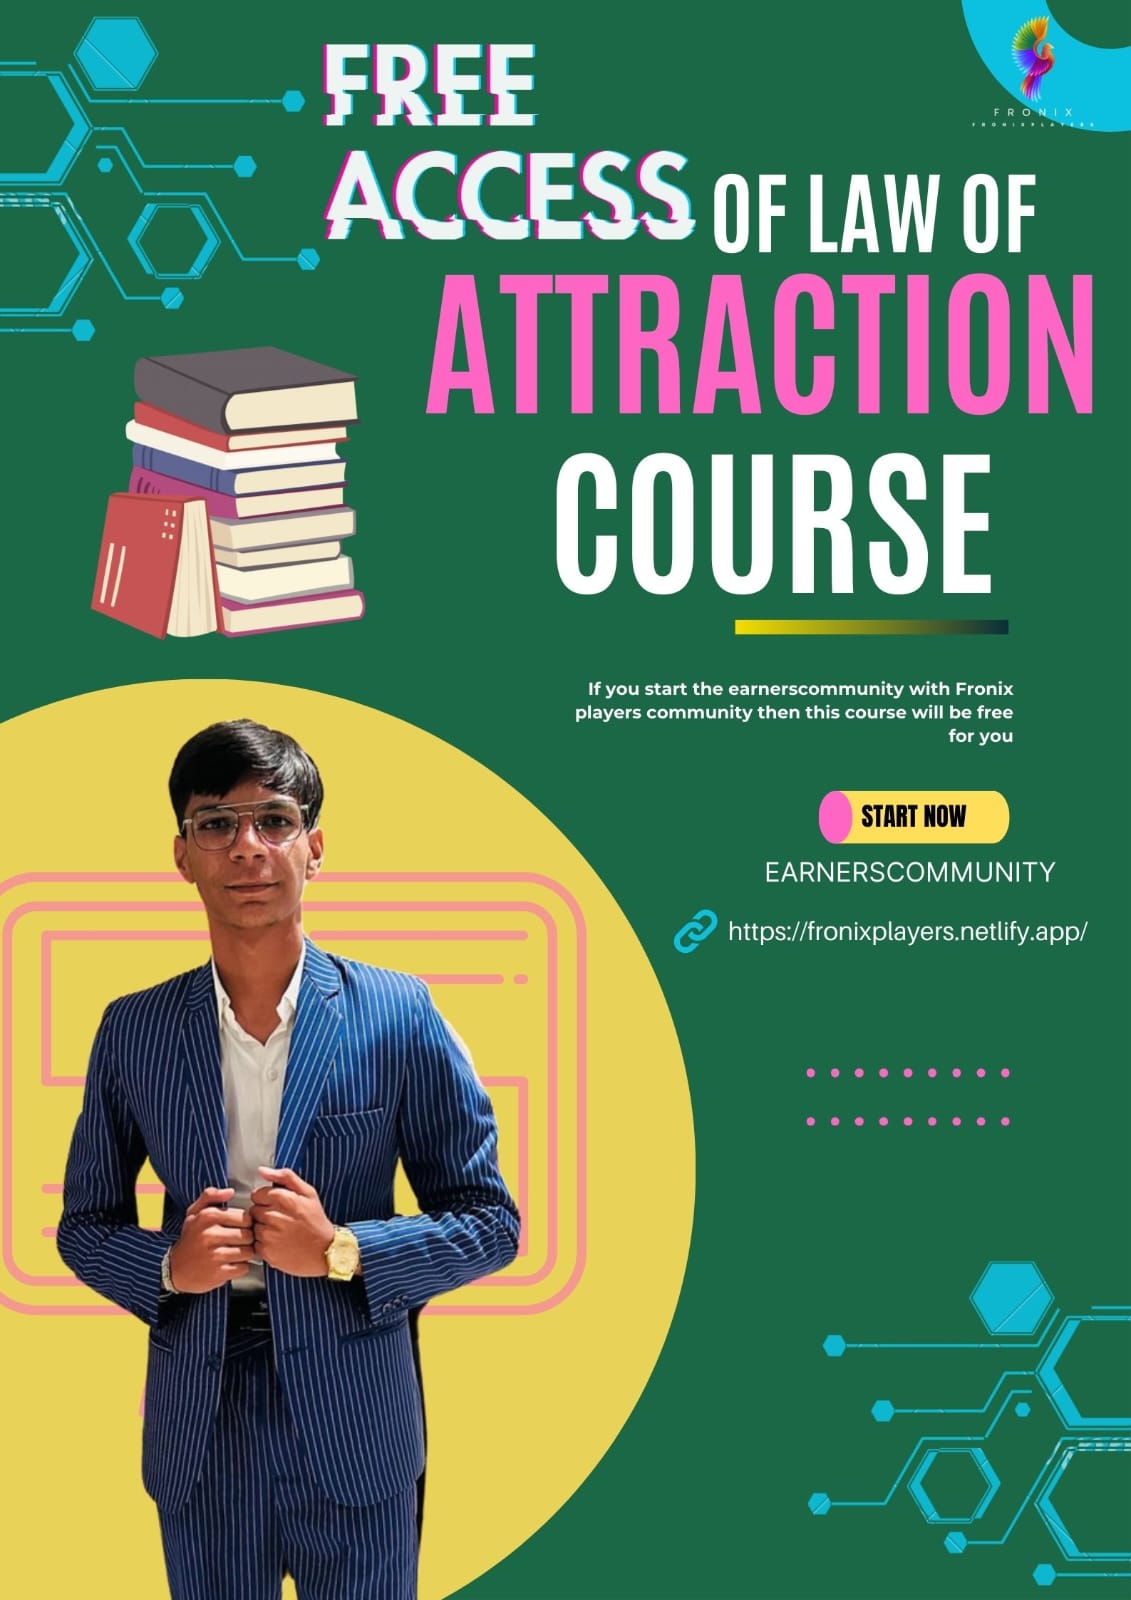 FREE
ACCESS OF LAW OF
ATTRACTION
COURSE
FRONIX
FRONIXPLAYERS
If you start the earnerscommunity with Fronix
players community then this course will be free
for you
START NOW
EARNERSCOMMUNITY
https://fronixplayers.netlify.app/